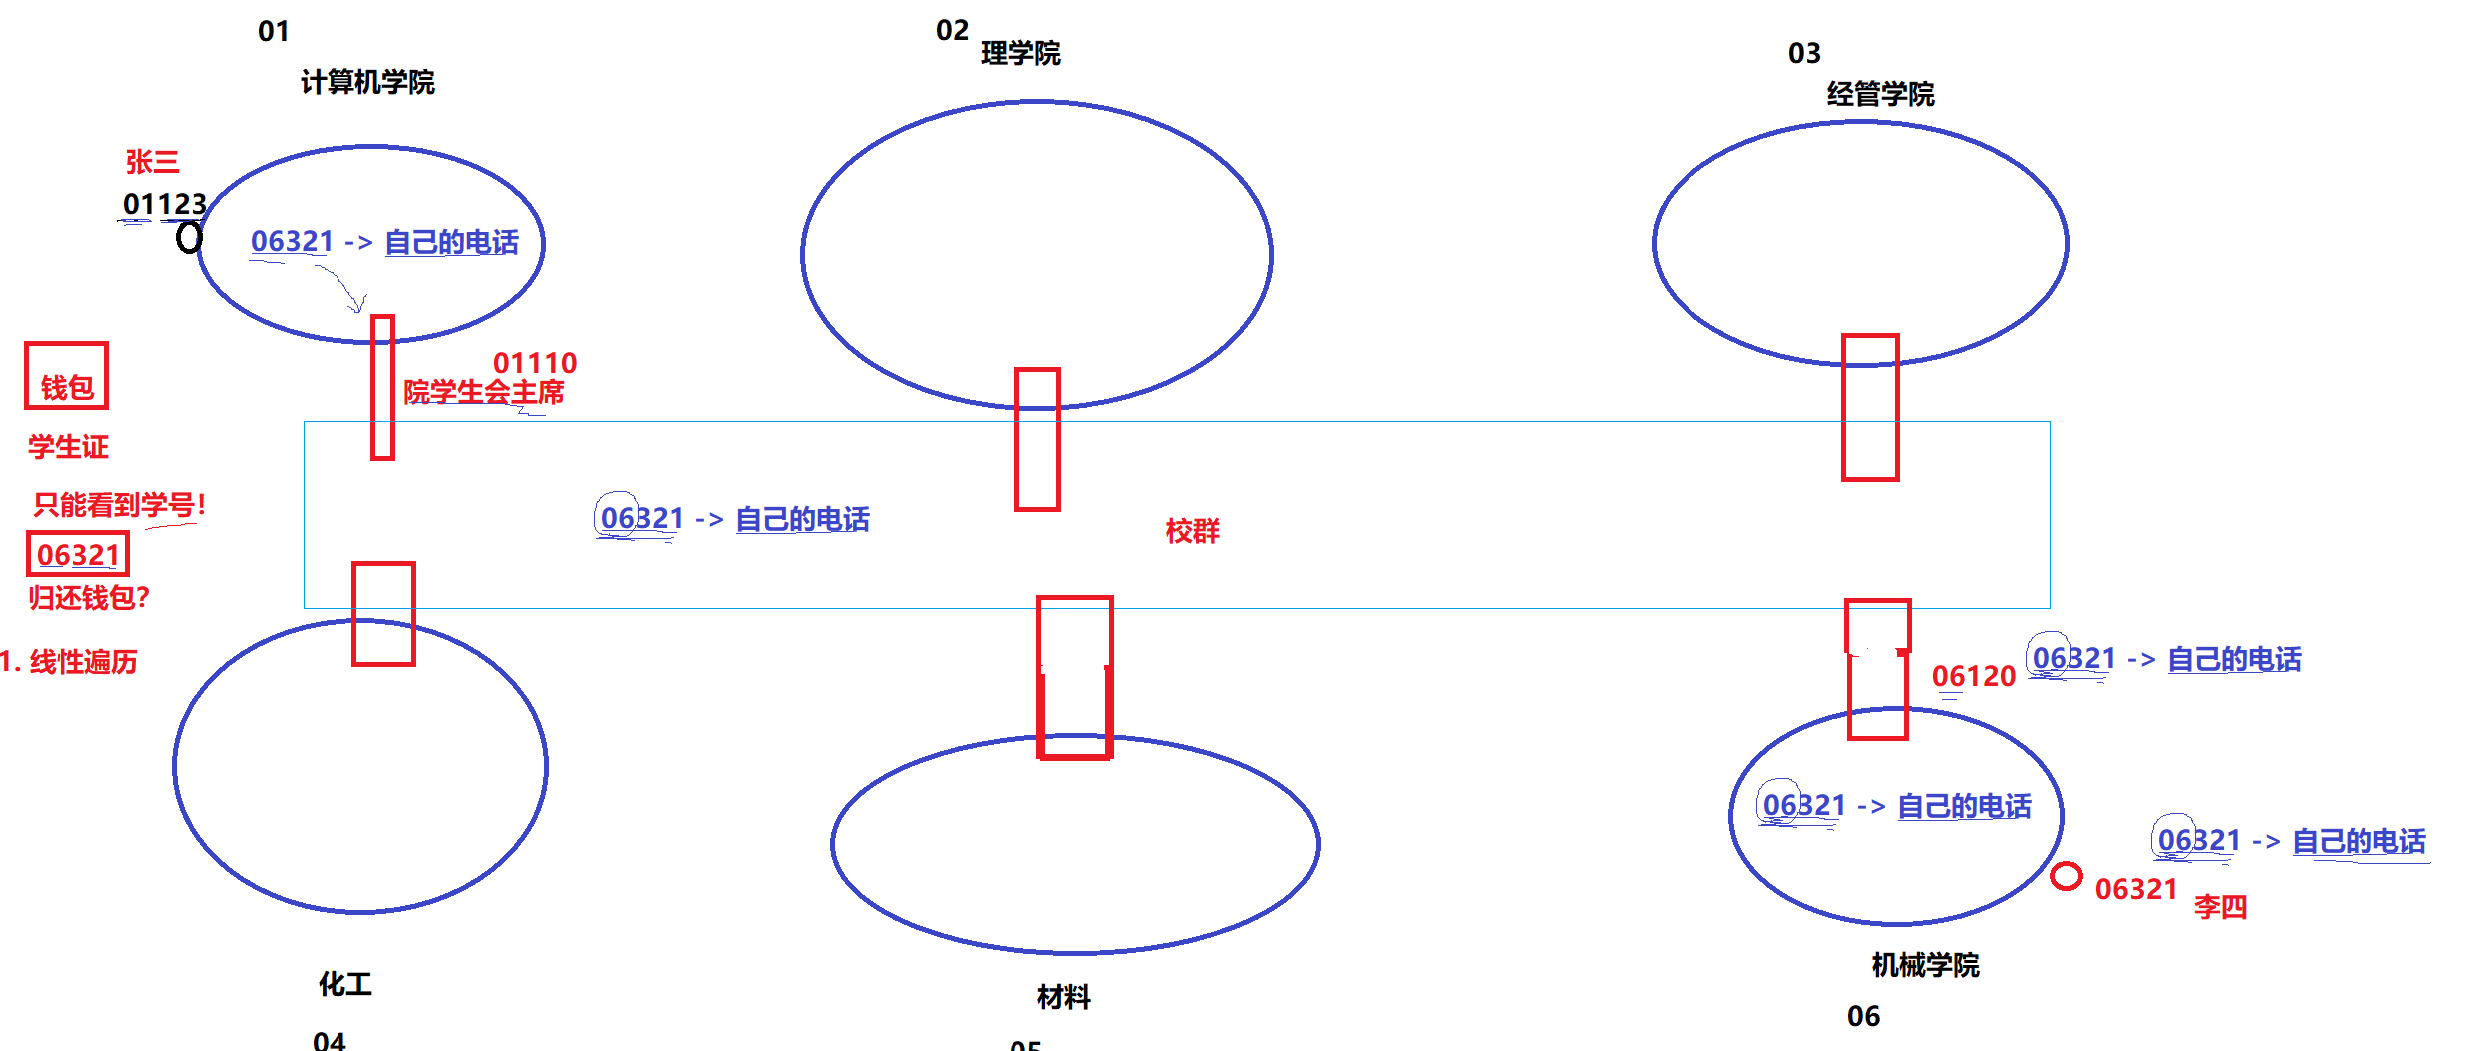 01
计算机学院
02
理学院
03
经管学院
张三
01123
06321 -> 自己的电话
01110
院学生会主席
钱包
学生证
只能看到学号！
06321
归还钱包？
1. 线性遍历
06321 -> 自己的电话
校群
06120
06321 -> 自己的电话
06321 -> 自己的电话
06321 -> 自己的电话
06321
李四
化工
04
材料
05
机械学院
06